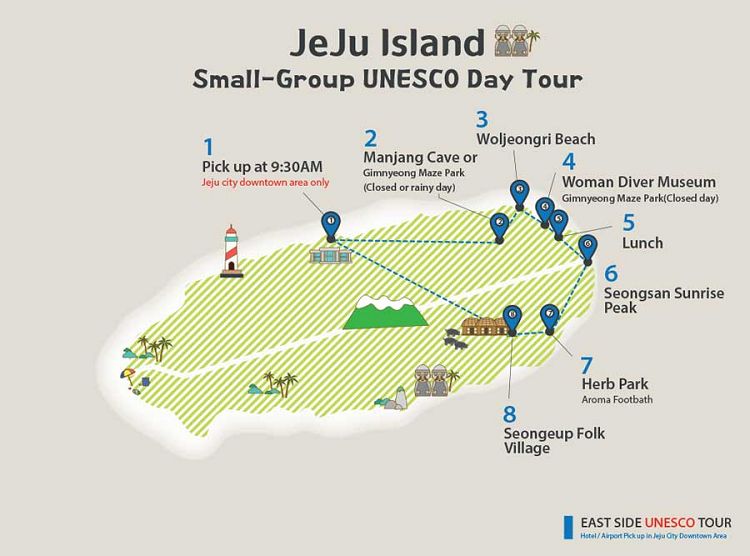 JeJu Island
Small-Group UNESCO Day Tour
1
Pick up at 9:30AM
Jeju city downtown area only
2
Manjang Cave or
Gimnyeong Maze Park
(Closed or rainy day)
3
Woljeongri Beach
4
Woman Diver Museum
Gimnyeong Maze Park(Closed day)
5
Lunch
6
Seongsan Sunrise
Peak
7
Herb Park
Aroma Footbath
8
Seongeup Folk
Village
1
2
3
4
5
6
7
8
EAST SIDE UNESCO TOUR
Hotel / Airport Pick up in Jeju City Downtown Area